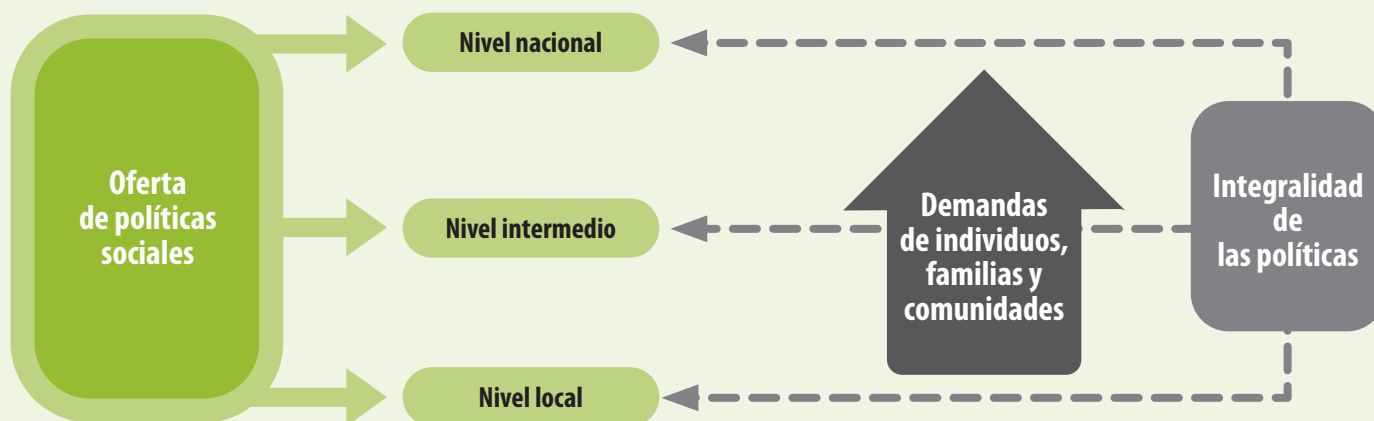 Oferta
de políticas
sociales
Nivel nacional
Nivel intermedio
Nivel local
Demandas
de individuos,
familias y
comunidades
Integralidad
de
las políticas